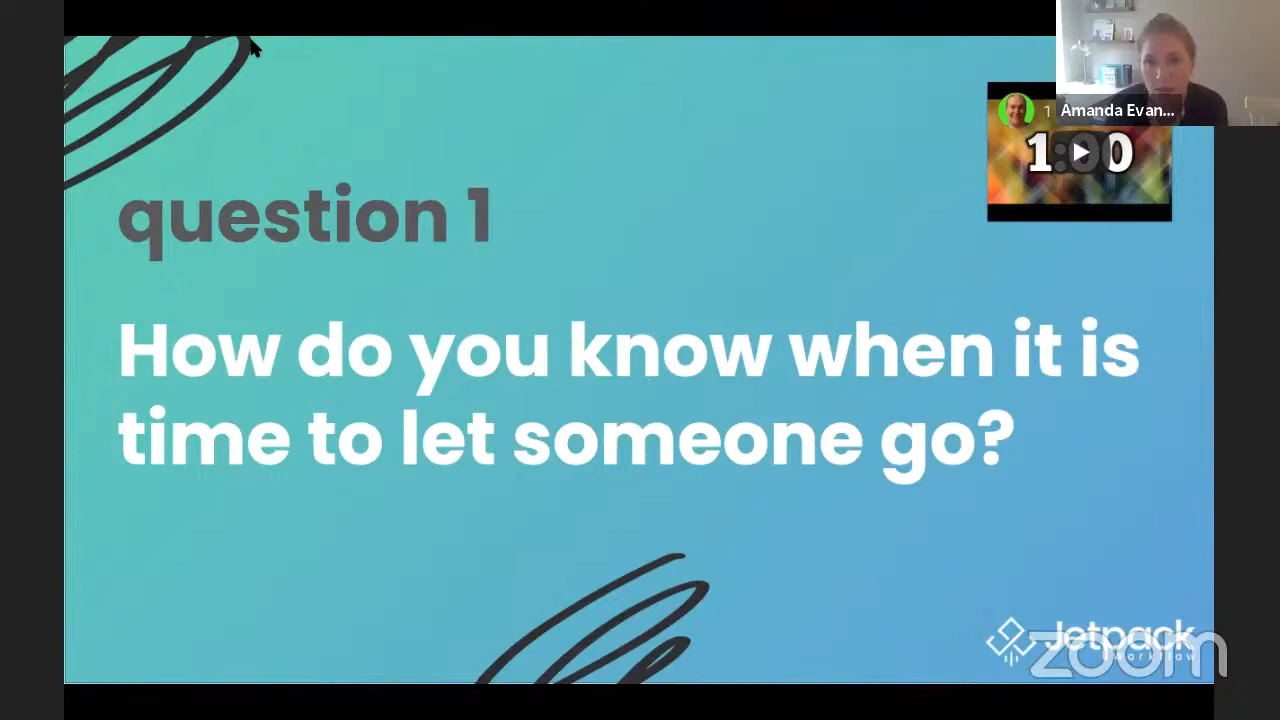 Amanda Evan...
1
1:00
question 1
How do you know when it is
time to let someone go?
Jetpack
workflow
zoom